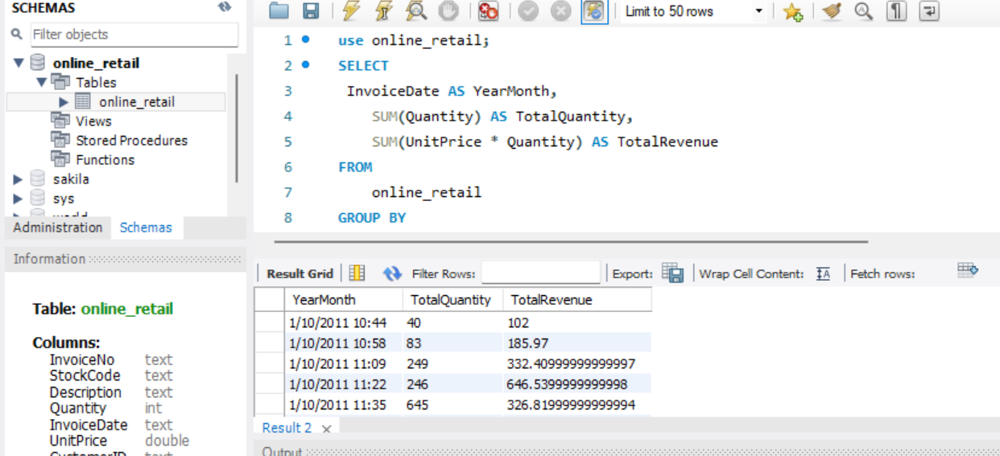 SCHEMAS
Filter objects
online_retail
Tables
online_retail
Views
Stored Procedures
Functions
sakila
sys
Administration Schemas
Information
Table: online_retail
Columns:
InvoiceNo text
StockCode text
Description text
Quantity int
InvoiceDate text
UnitPrice double
CustomerID text
Limit to 50 rows
1 use online_retail;
2 SELECT
3 InvoiceDate AS YearMonth,
4 SUM(Quantity) AS TotalQuantity,
5 SUM(UnitPrice * Quantity) AS TotalRevenue
6 FROM
7 online_retail
8 GROUP BY
Result Grid Filter Rows: Export: Wrap Cell Content: Fetch rows:
YearMonth TotalQuantity TotalRevenue
1/10/2011 10:44 40 102
1/10/2011 10:58 83 185.97
1/10/2011 11:09 249 332.40999999999997
1/10/2011 11:22 246 646.5399999999998
1/10/2011 11:35 645 326.81999999999994
Result 2
Output